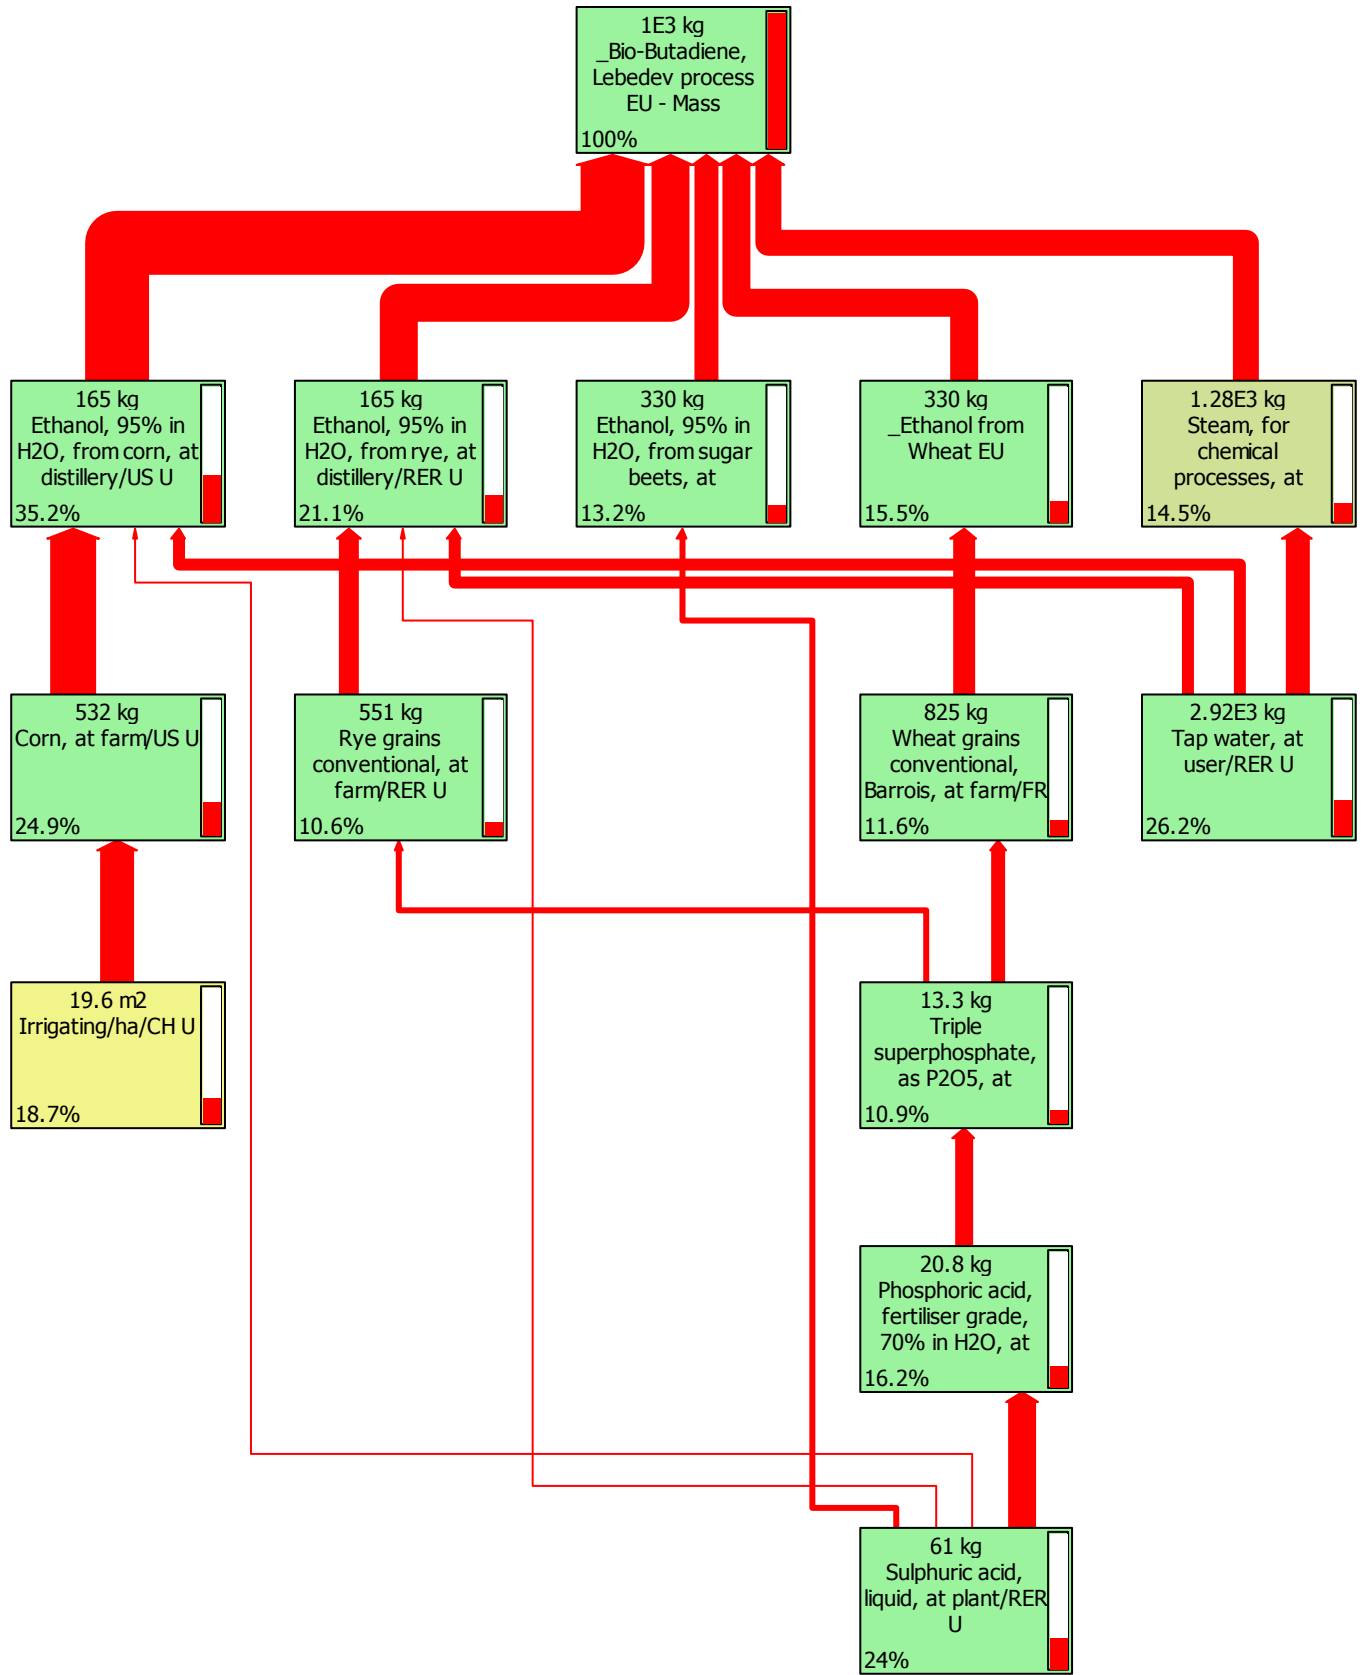 1E3 kg
_Bio-Butadiene,
Lebedev process
EU - Mass
100%
165 kg
Ethanol, 95% in
H2O, from corn, at
distillery/US U
35.2%
165 kg
Ethanol, 95% in
H2O, from rye, at
distillery/RER U
21.1%
330 kg
Ethanol, 95% in
H2O, from sugar
beets, at
13.2%
330 kg
_Ethanol from
Wheat EU
15.5%
1.28E3 kg
Steam, for
chemical
processes, at
14.5%
532 kg
Corn, at farm/US U
24.9%
551 kg
Rye grains
conventional, at
farm/RER U
10.6%
825 kg
Wheat grains
conventional,
Barrois, at farm/FR
11.6%
2.92E3 kg
Tap water, at
user/RER U
26.2%
19.6 m2
Irrigating/ha/CH U
18.7%
13.3 kg
Triple
superphosphate,
as P2O5, at
10.9%
20.8 kg
Phosphoric acid,
fertiliser grade,
70% in H2O, at
16.2%
61 kg
Sulphuric acid,
liquid, at plant/RER
U
24%